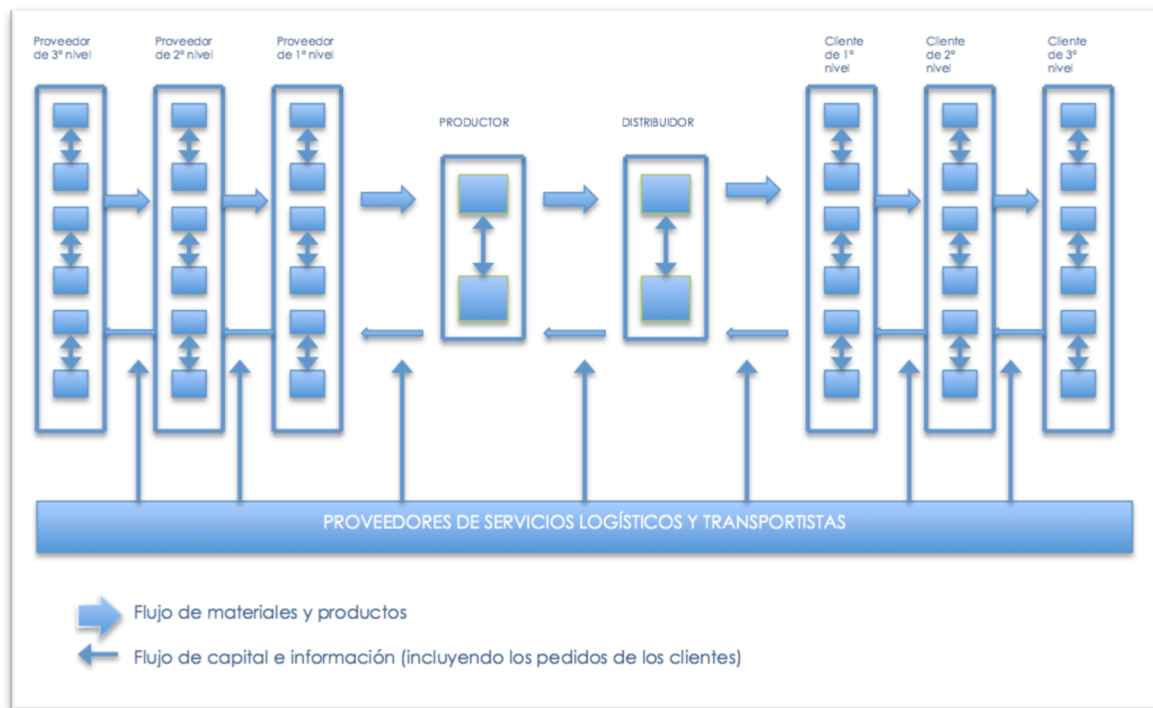 Proveedor
de 3º nivel
Proveedor
de 2º nivel
Proveedor
de 1º nivel
Cliente
de 1º
nivel
Cliente
de 2º
nivel
Cliente
de 3º
nivel
PRODUCTOR
DISTRIBUIDOR
PROVEEDORES DE SERVICIOS LOGÍSTICOS Y TRANSPORTISTAS
Flujo de materiales y productos
Flujo de capital e información (incluyendo los pedidos de los clientes)